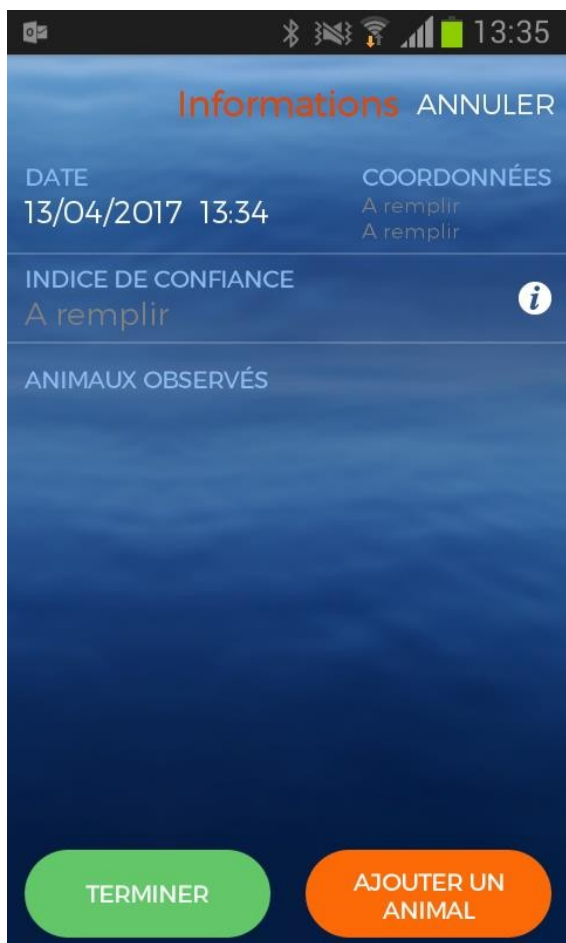 13:35
Informations ANNULER
DATE
13/04/2017 13:34
COORDONNÉES
A remplir
A remplir
INDICE DE CONFIANCE
A remplir
i
ANIMAUX OBSERVÉS
TERMINER
AJOUTER UN
ANIMAL